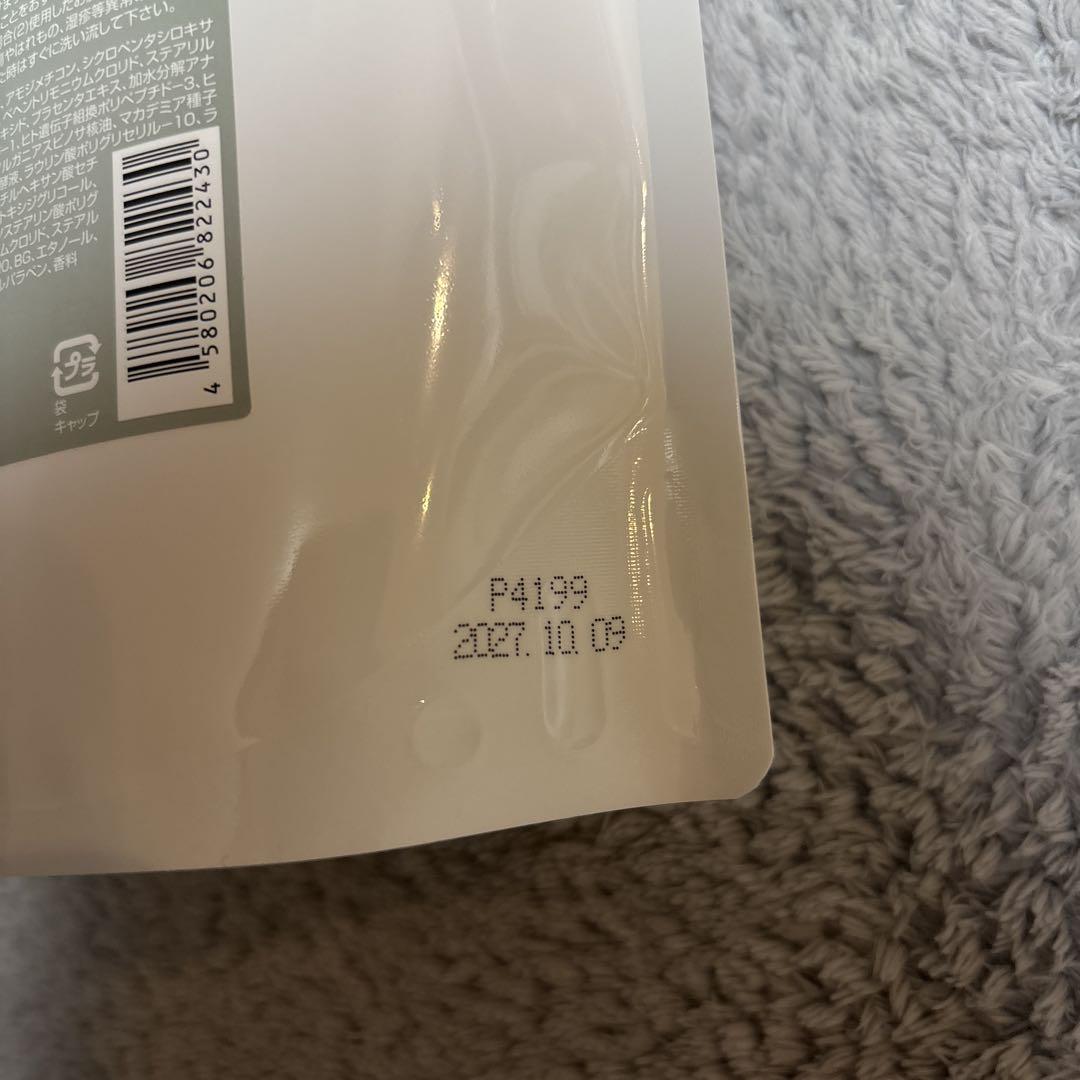 ことをお
合(2)使用したお
やはれもの、湿疹等異常
た時はすぐに洗い流して下さい。
アモジメチコン、シクロペンタシロキサ
ベヘントリモニウムクロリド、ステアリル
キシド、プラセンタエキス、加水分解アナ
-1、ヒト遺伝子組換ポリペプチド-3、ヒ
ルガニアスピノサ核油、マカデミア種子
液、ラウリン酸ポリグリセリル-10、ラ
チルヘキサン酸セチ
トキシジグリコール、
ステアリン酸ポリグ
ムクロリド、ステアル
0、BG、エタノール、
ルパラベン、香料
4 580206 822430
プラ
袋
キャップ
P4199
2027.10.09